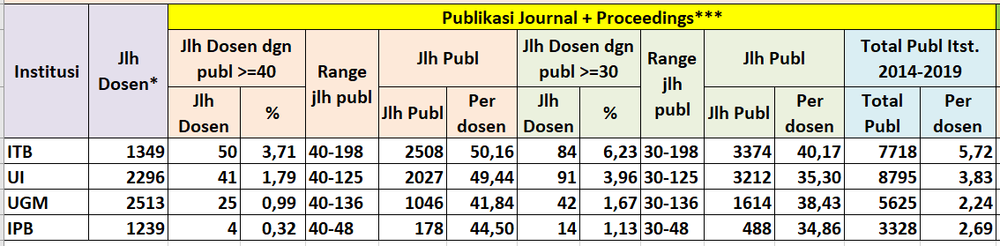 Publikasi Journal + Proceedings***
Institusi
Jlh
Dosen*
Jlh Dosen dgn
publ >=40
Range
jlh publ
Jlh Publ
Jlh Dosen dgn
publ >=30
Range
jlh
publ
Jlh Publ
Total Publ Itst.
2014-2019
Jlh
Dosen
%
Jlh Publ
Per
dosen
Jlh
Dosen
%
Jlh Publ
Per
dosen
Total
Publ
Per
dosen
ITB 1349 50 3,71 40-198 2508 50,16 84 6,23 30-198 3374 40,17 7718 5,72
UI 2296 41 1,79 40-125 2027 49,44 91 3,96 30-125 3212 35,30 8795 3,83
UGM 2513 25 0,99 40-136 1046 41,84 42 1,67 30-136 1614 38,43 5625 2,24
IPB 1239 4 0,32 40-48 178 44,50 14 1,13 30-48 488 34,86 3328 2,69